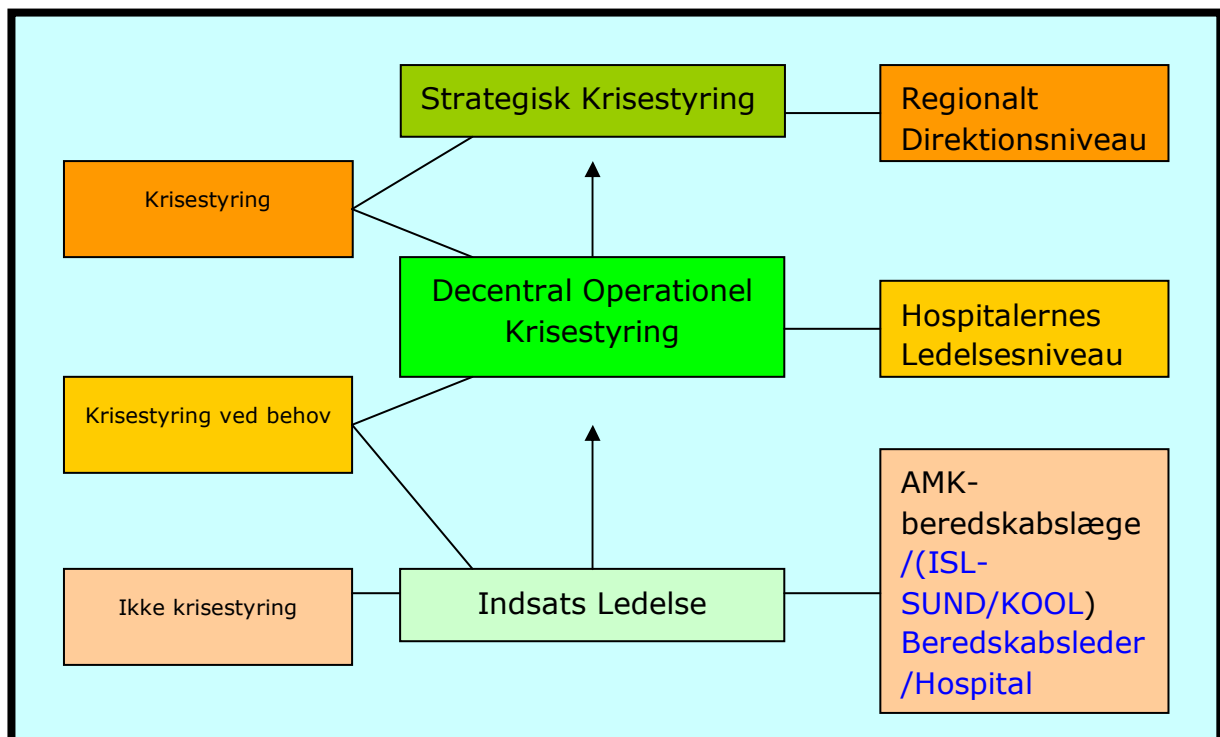 Strategisk Krisestyring
Regionalt
Direktionsniveau
Krisestyring
Decentral Operationel
Krisestyring
Hospitalernes
Ledelsesniveau
Krisestyring ved behov
AMK-
beredskabslæge
/(ISL-
SUND/KOOL)
Beredskabsleder
/Hospital
Ikke krisestyring
Indsats Ledelse